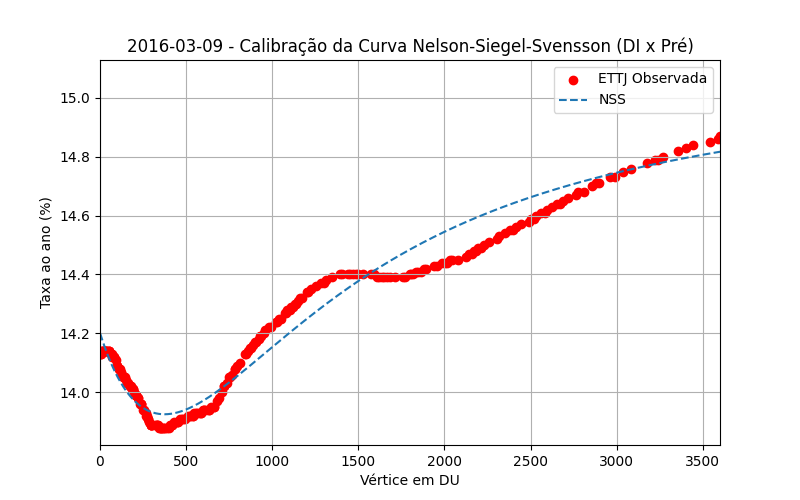 2016-03-09 - Calibração da Curva Nelson-Siegel-Svensson (DI x Pré)
ETTJ Observada
NSS
Taxa ao ano (%)
15.0
14.8
14.6
14.4
14.2
14.0
0 500 1000 1500 2000 2500 3000 3500
Vértice em DU